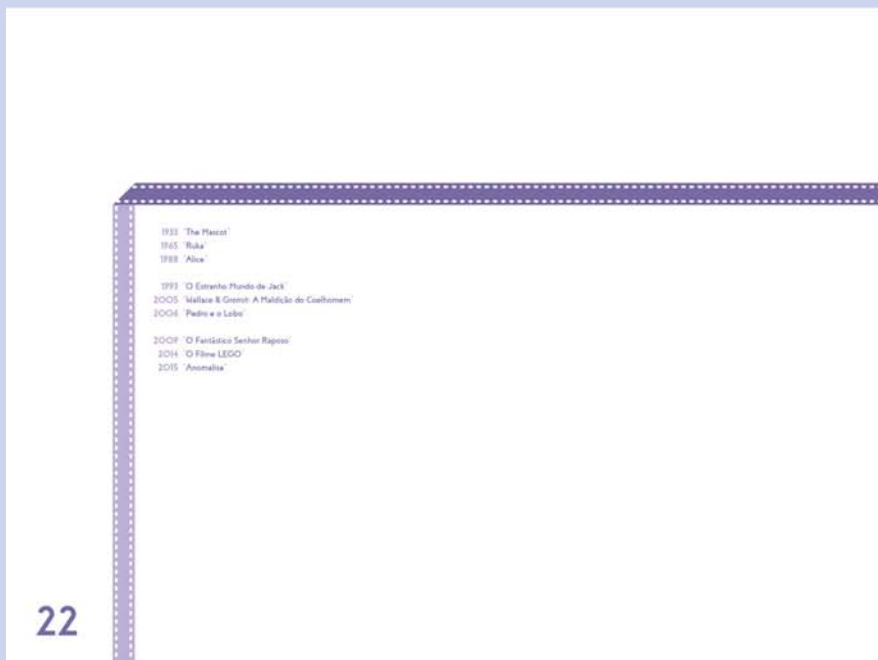 1933 'The Mascot'
1965 'Ruka'
1988 'Alice'
1993 'O Estranho Mundo de Jack'
2005 'Wallace & Gromit: A Maldição do Coelhomem'
2006 'Pedro e o Lobo'
2009 'O Fantástico Senhor Raposo'
2014 'O Filme LEGO'
2015 'Anomalisa'
22